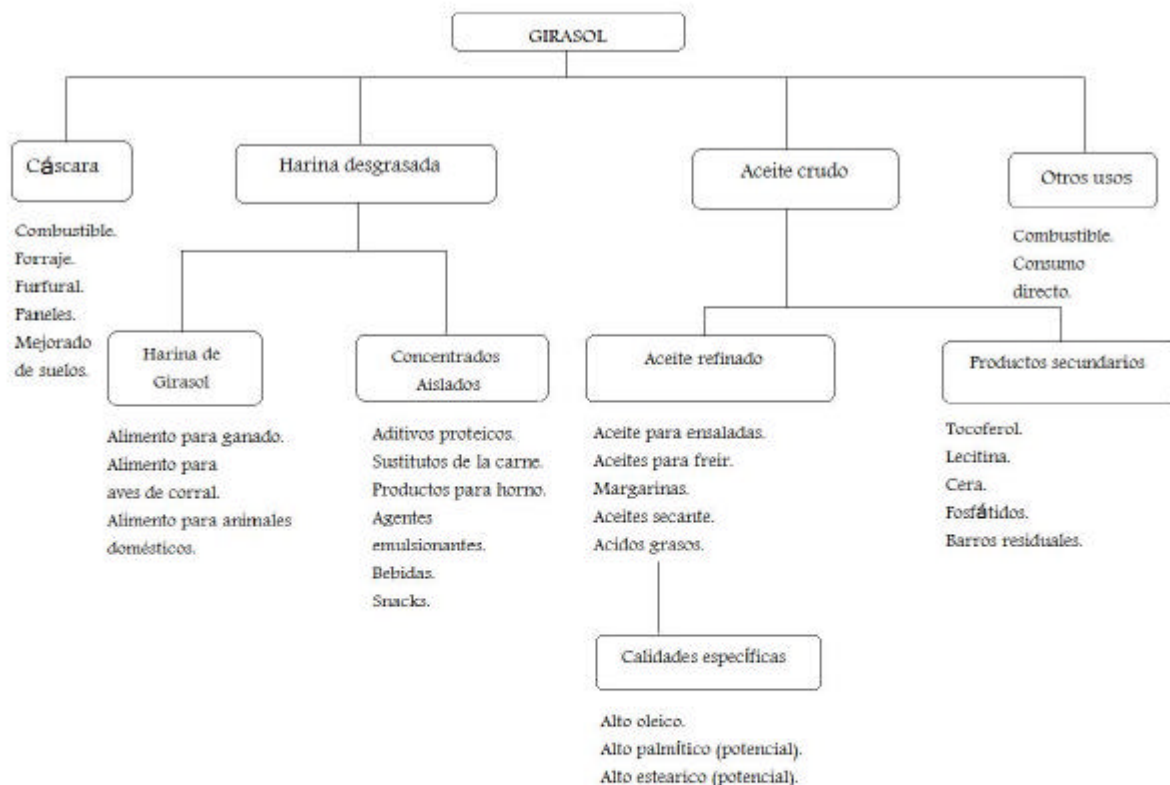 GIRASOL
Cáscara
Combustible.
Forraje.
Furfural.
Paneles.
Mejorado
de suelos.
Harina desgrasada
Harina de
Girasol
Alimento para ganado.
Alimento para
aves de corral.
Alimento para animales
domésticos.
Concentrados
Aislados
Aditivos proteicos.
Sustitutos de la carne.
Productos para horno.
Agentes
emulsionantes.
Bebidas.
Snacks.
Aceite crudo
Aceite refinado
Aceite para ensaladas.
Aceites para freir.
Margarinas.
Aceites secante.
Acidos grasos.
Calidades específicas
Alto oleico.
Alto palmítico (potencial).
Alto estearico (potencial).
Productos secundarios
Tocoferol.
Lecitina.
Cera.
Fosfátidos.
Barros residuales.
Otros usos
Combustible.
Consumo
directo.